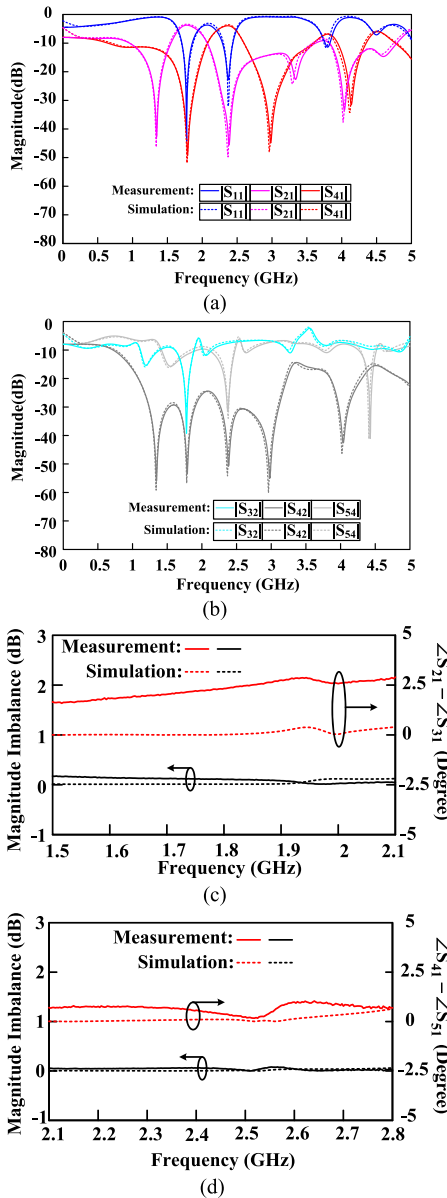 0
-10
-20
-30
-40
-50
-60
-70
-80
Magnitude(dB)
Measurement: |S11| |S21| |S41|
Simulation: |S11| |S21| |S41|
0 0.5 1 1.5 2 2.5 3 3.5 4 4.5 5
Frequency (GHz)
(a)
0
-10
-20
-30
-40
-50
-60
-70
-80
Magnitude(dB)
Measurement: |S32| |S42| |S54|
Simulation: |S32| |S42| |S54|
0 0.5 1 1.5 2 2.5 3 3.5 4 4.5 5
Frequency (GHz)
(b)
Magnitude Imbalance (dB)
3
2
1
0
-1
Measurement:
Simulation:
5
2.5
0
-2.5
-5
∠S21−∠S31 (Degree)
1.5 1.6 1.7 1.8 1.9 2 2.1
Frequency (GHz)
(c)
Magnitude Imbalance (dB)
3
2
1
0
-1
Measurement:
Simulation:
5
2.5
0
-2.5
-5
∠S41−∠S51 (Degree)
2.1 2.2 2.3 2.4 2.5 2.6 2.7 2.8
Frequency (GHz)
(d)